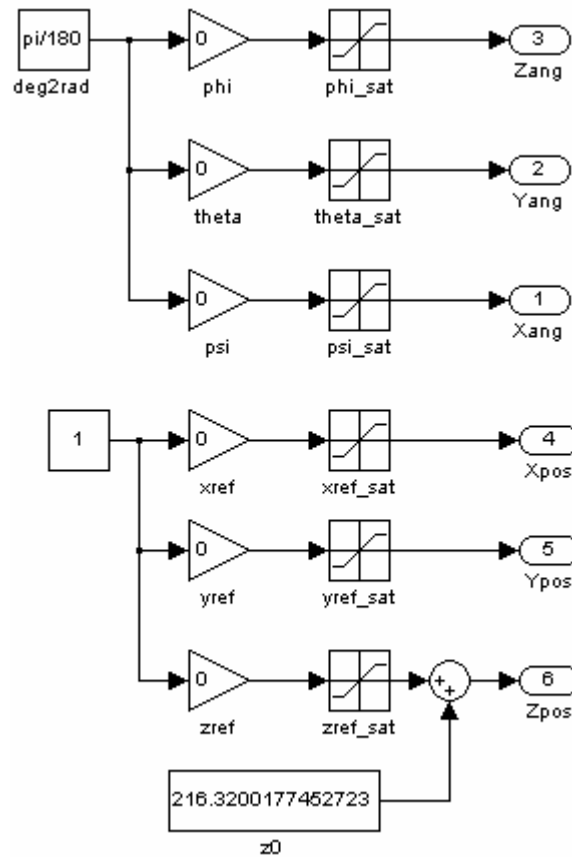 pi/180 0 3
deg2rad phi phi_sat Zang
0 2
theta theta_sat Yang
0 1
psi psi_sat Xang
1 0 4
xref xref_sat Xpos
0 5
yref yref_sat Ypos
0 + + 6
zref zref_sat Zpos
216.3200177452723
z0